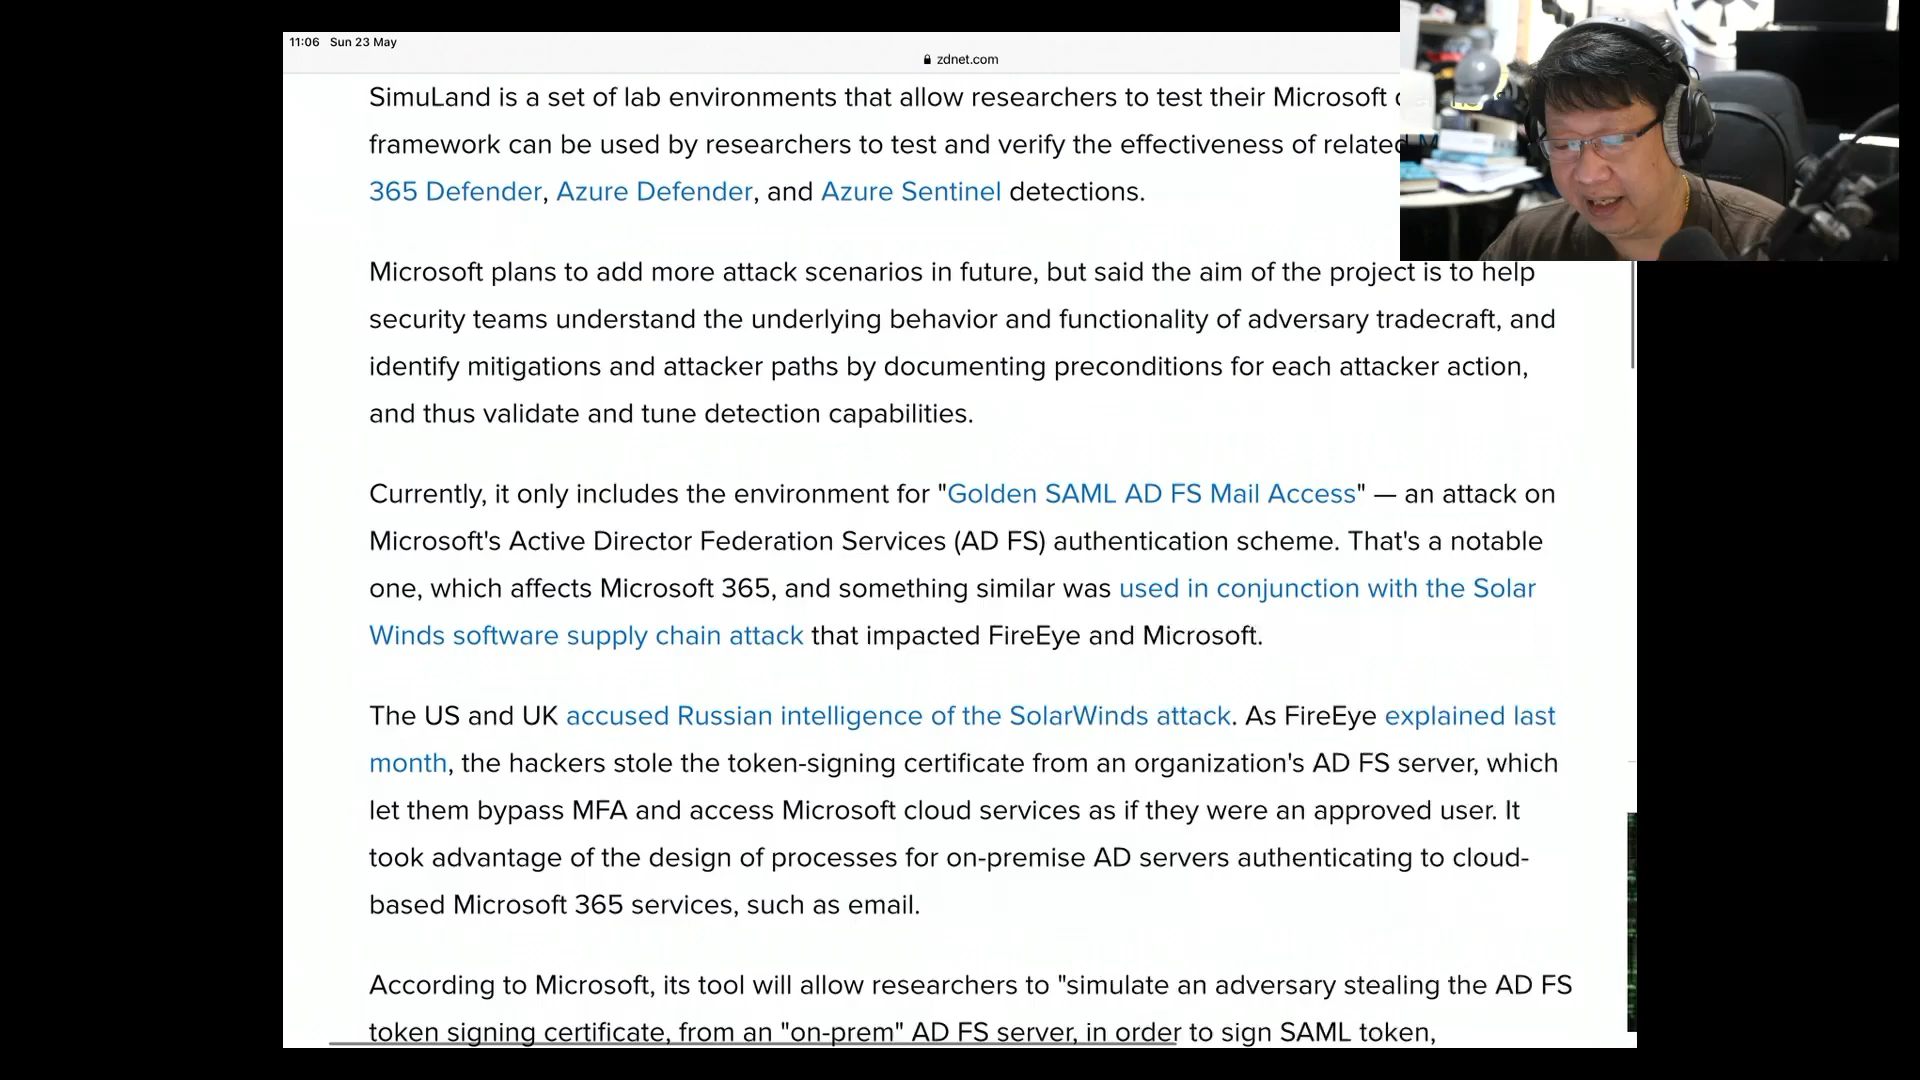 11:06 Sun 23 May
zdnet.com
SimuLand is a set of lab environments that allow researchers to test their Microsoft
framework can be used by researchers to test and verify the effectiveness of related
365 Defender, Azure Defender, and Azure Sentinel detections.
Microsoft plans to add more attack scenarios in future, but said the aim of the project is to help
security teams understand the underlying behavior and functionality of adversary tradecraft, and
identify mitigations and attacker paths by documenting preconditions for each attacker action,
and thus validate and tune detection capabilities.
Currently, it only includes the environment for "Golden SAML AD FS Mail Access" — an attack on
Microsoft's Active Director Federation Services (AD FS) authentication scheme. That's a notable
one, which affects Microsoft 365, and something similar was used in conjunction with the Solar
Winds software supply chain attack that impacted FireEye and Microsoft.
The US and UK accused Russian intelligence of the SolarWinds attack. As FireEye explained last
month, the hackers stole the token-signing certificate from an organization's AD FS server, which
let them bypass MFA and access Microsoft cloud services as if they were an approved user. It
took advantage of the design of processes for on-premise AD servers authenticating to cloud-
based Microsoft 365 services, such as email.
According to Microsoft, its tool will allow researchers to "simulate an adversary stealing the AD FS
token signing certificate, from an "on-prem" AD FS server, in order to sign SAML token,